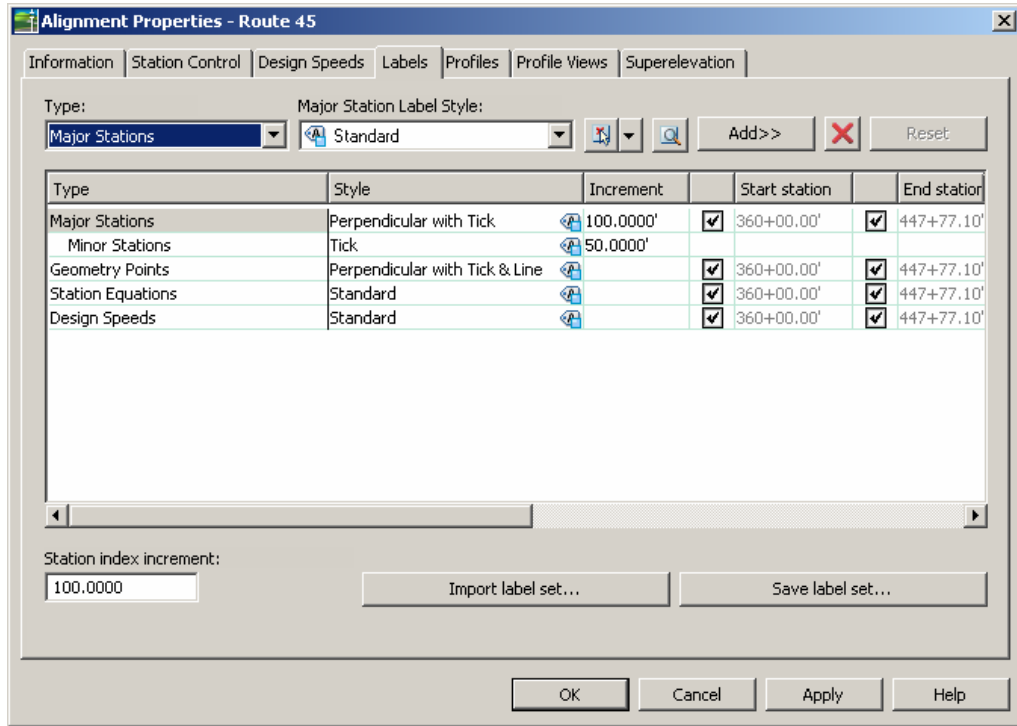 Alignment Properties - Route 45
Information Station Control Design Speeds Labels Profiles Profile Views Superelevation
Type: Major Station Label Style:
Major Stations Standard Add>> Reset
Type Style Increment Start station End station
Major Stations Perpendicular with Tick 100.0000' 360+00.00' 447+77.10'
Minor Stations Tick 50.0000'
Geometry Points Perpendicular with Tick & Line 360+00.00' 447+77.10'
Station Equations Standard 360+00.00' 447+77.10'
Design Speeds Standard 360+00.00' 447+77.10'
Station index increment:
100.0000 Import label set... Save label set...
OK Cancel Apply Help